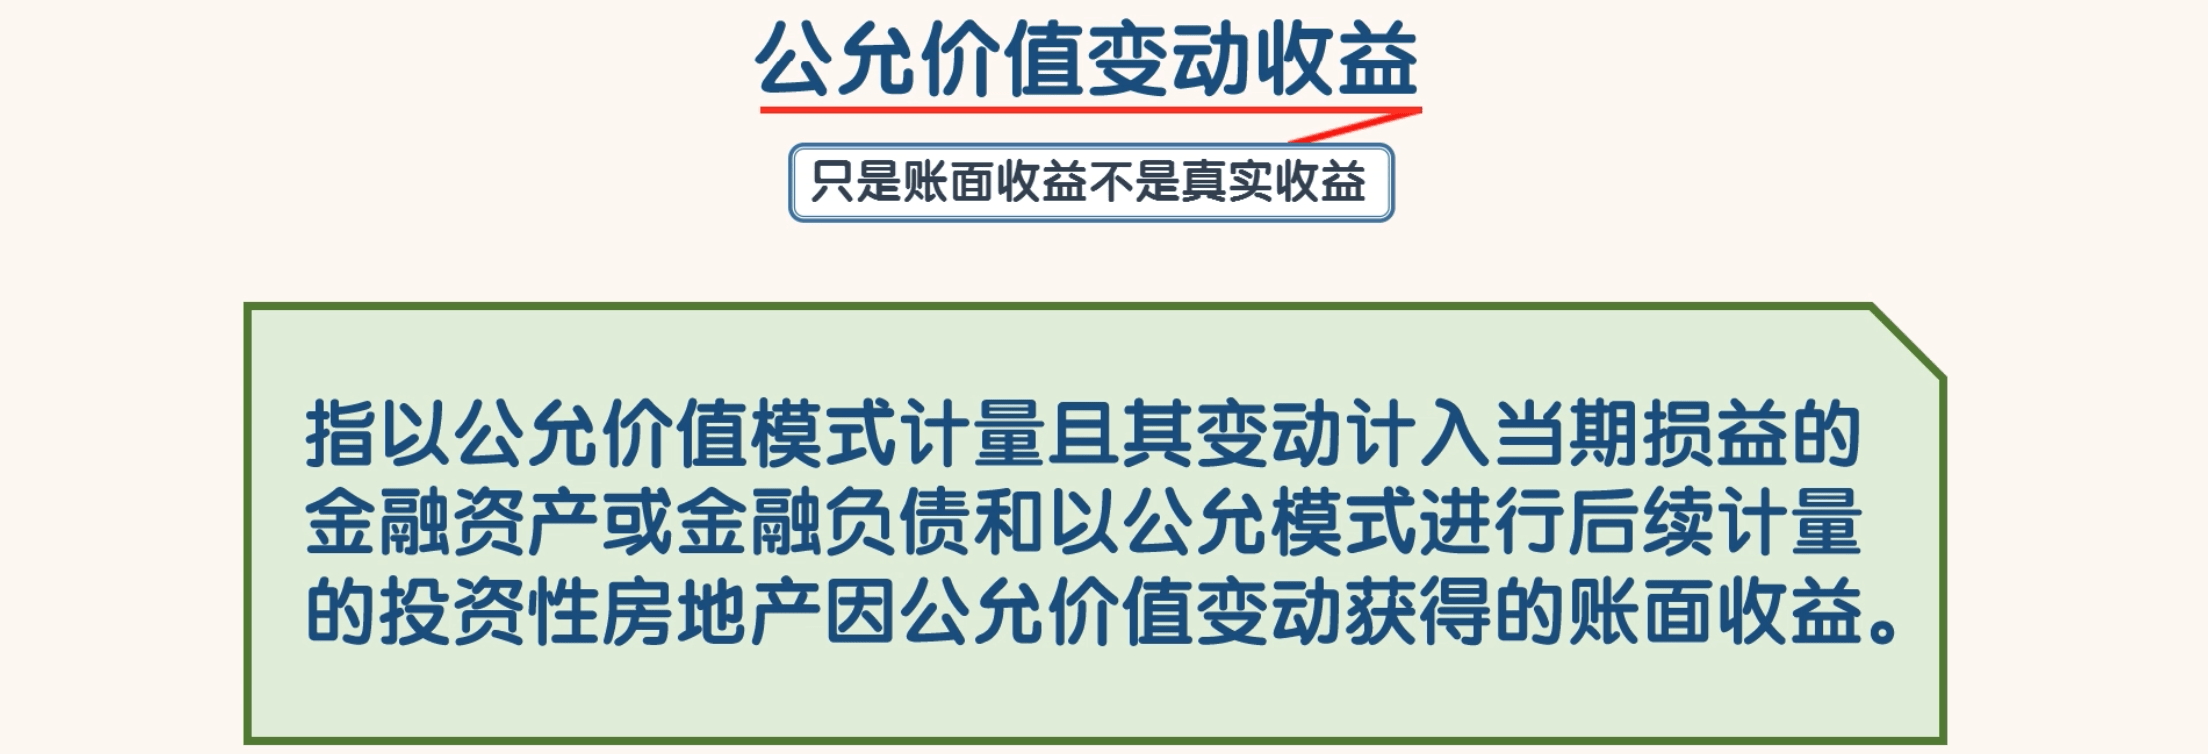 公允价值变动收益
只是账面收益不是真实收益
指以公允价值模式计量且其变动计入当期损益的
金融资产或金融负债和以公允模式进行后续计量
的投资性房地产因公允价值变动获得的账面收益。